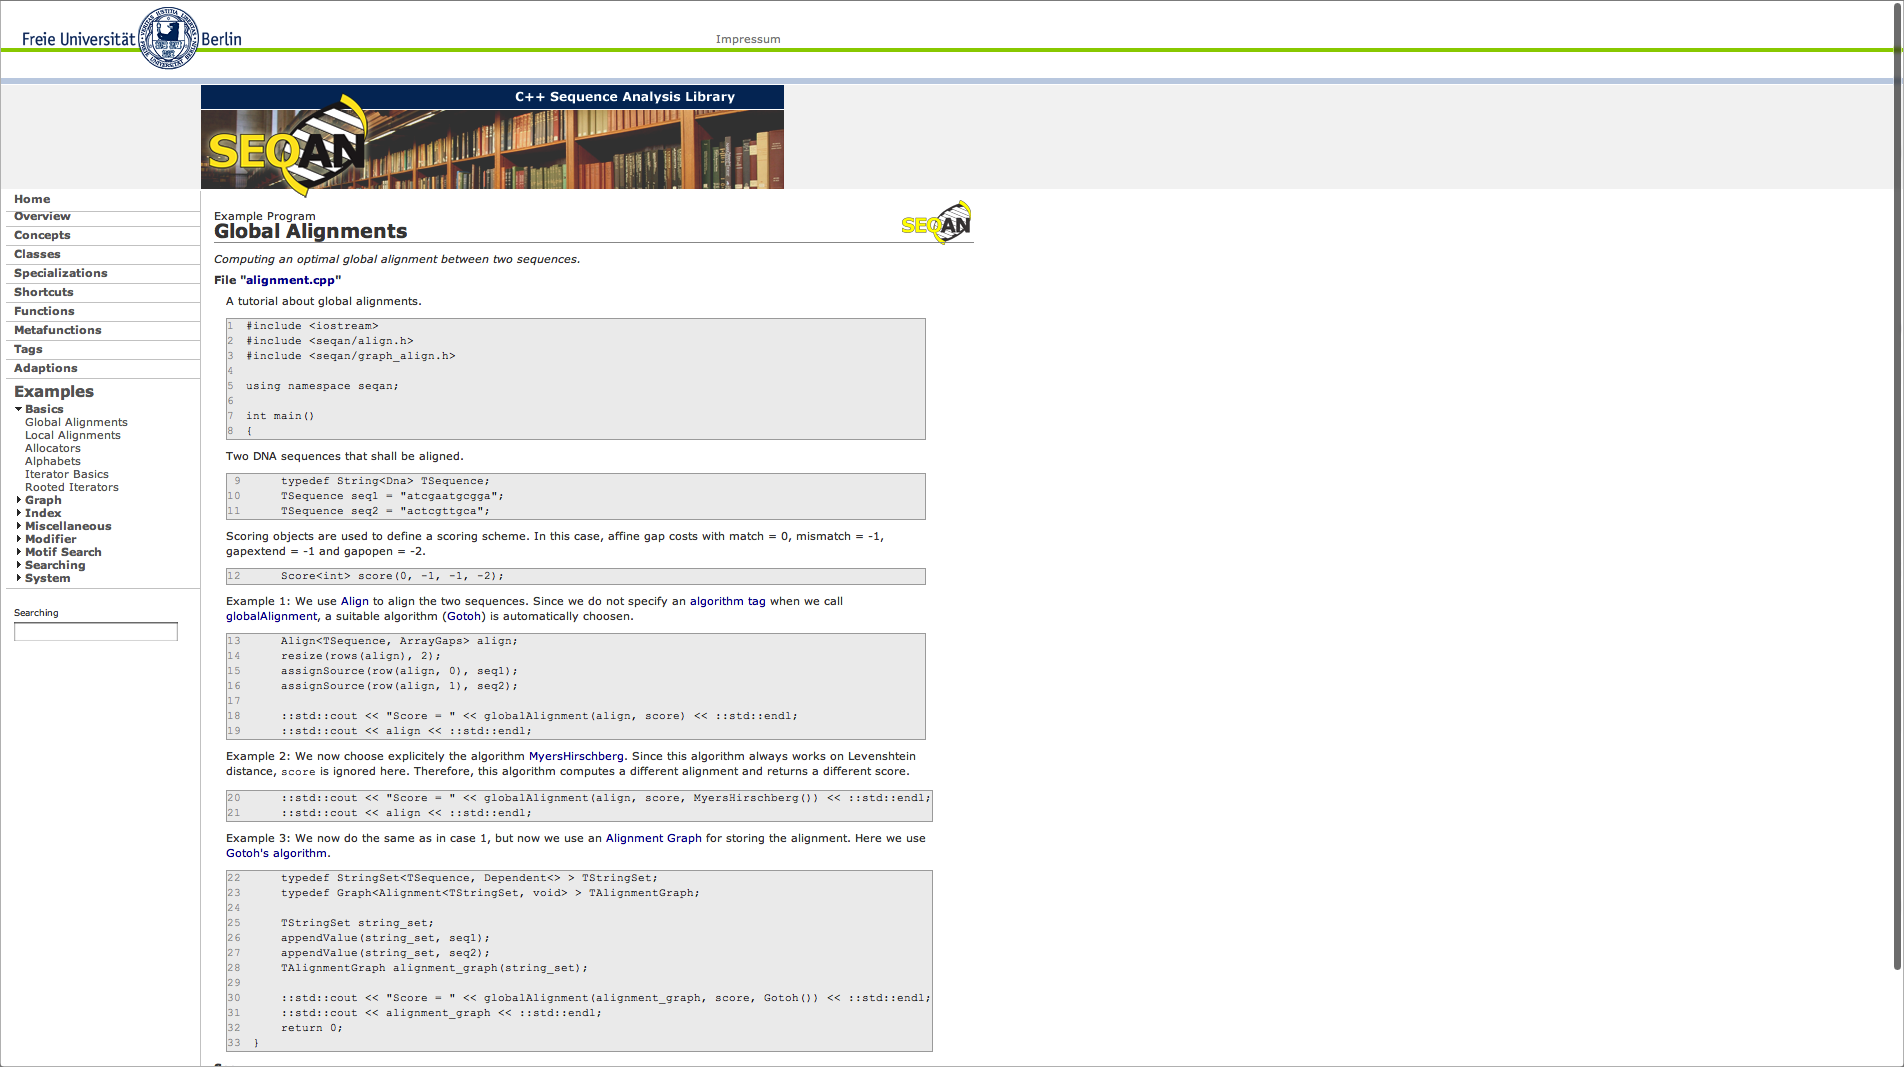 Freie Universität Berlin
Impressum
C++ Sequence Analysis Library
SEQAN
Home
Overview
Concepts
Classes
Specializations
Shortcuts
Functions
Metafunctions
Tags
Adaptions
Examples
Basics
Global Alignments
Local Alignments
Allocators
Alphabets
Iterator Basics
Rooted Iterators
Graph
Index
Miscellaneous
Modifier
Motif Search
Searching
System
Searching
Example Program
Global Alignments
SEQAN
Computing an optimal global alignment between two sequences.
File "alignment.cpp"
A tutorial about global alignments.
1 #include <iostream>
2 #include <seqan/align.h>
3 #include <seqan/graph_align.h>
4
5 using namespace seqan;
6
7 int main()
8 {
Two DNA sequences that shall be aligned.
9 typedef String<Dna> TSequence;
10 TSequence seq1 = "atcgaatgcgga";
11 TSequence seq2 = "actcgttgca";
Scoring objects are used to define a scoring scheme. In this case, affine gap costs with match = 0, mismatch = -1,
gapextend = -1 and gapopen = -2.
12 Score<int> score(0, -1, -1, -2);
Example 1: We use Align to align the two sequences. Since we do not specify an algorithm tag when we call
globalAlignment, a suitable algorithm (Gotoh) is automatically choosen.
13 Align<TSequence, ArrayGaps> align;
14 resize(rows(align), 2);
15 assignSource(row(align, 0), seq1);
16 assignSource(row(align, 1), seq2);
17
18 ::std::cout << "Score = " << globalAlignment(align, score) << ::std::endl;
19 ::std::cout << align << ::std::endl;
Example 2: We now choose explicitely the algorithm MyersHirschberg. Since this algorithm always works on Levenshtein
distance, score is ignored here. Therefore, this algorithm computes a different alignment and returns a different score.
20 ::std::cout << "Score = " << globalAlignment(align, score, MyersHirschberg()) << ::std::endl;
21 ::std::cout << align << ::std::endl;
Example 3: We now do the same as in case 1, but now we use an Alignment Graph for storing the alignment. Here we use
Gotoh's algorithm.
22 typedef StringSet<TSequence, Dependent<> > TStringSet;
23 typedef Graph<Alignment<TStringSet, void> > TAlignmentGraph;
24
25 TStringSet string_set;
26 appendValue(string_set, seq1);
27 appendValue(string_set, seq2);
28 TAlignmentGraph alignment_graph(string_set);
29
30 ::std::cout << "Score = " << globalAlignment(alignment_graph, score, Gotoh()) << ::std::endl;
31 ::std::cout << alignment_graph << ::std::endl;
32 return 0;
33 }